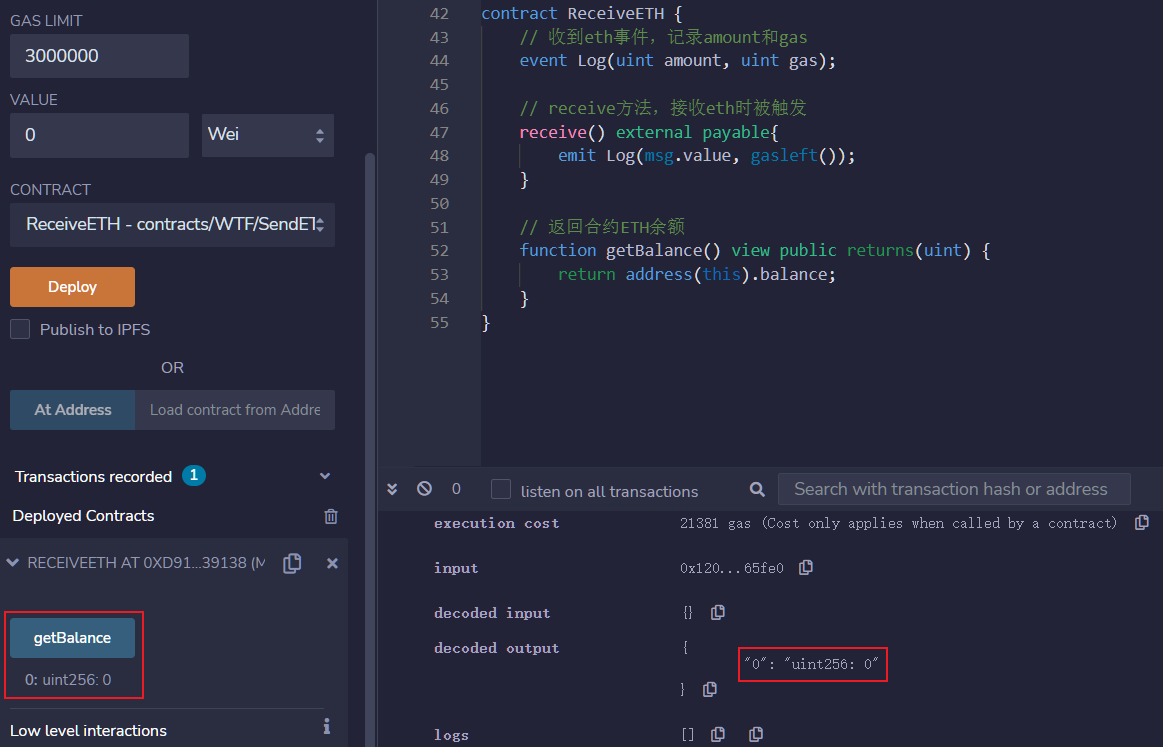 GAS LIMIT
3000000
VALUE
0
Wei
CONTRACT
ReceiveETH - contracts/WTF/SendET
Deploy
Publish to IPFS
OR
At Address
Load contract from Addre
Transactions recorded 1
Deployed Contracts
RECEIVEETH AT 0XD91...39138 (M
getBalance
0: uint256: 0
Low level interactions
42 contract ReceiveETH {
43 // 收到eth事件，记录amount和gas
44 event Log(uint amount, uint gas);
45
46 // receive方法，接收eth时被触发
47 receive() external payable{
48 emit Log(msg.value, gasleft());
49 }
50
51 // 返回合约ETH余额
52 function getBalance() view public returns(uint) {
53 return address(this).balance;
54 }
55 }
0 listen on all transactions Search with transaction hash or address
execution cost 21381 gas (Cost only applies when called by a contract)
input 0x120...65fe0
decoded input {}
decoded output {
"0": "uint256: 0"
}
logs []